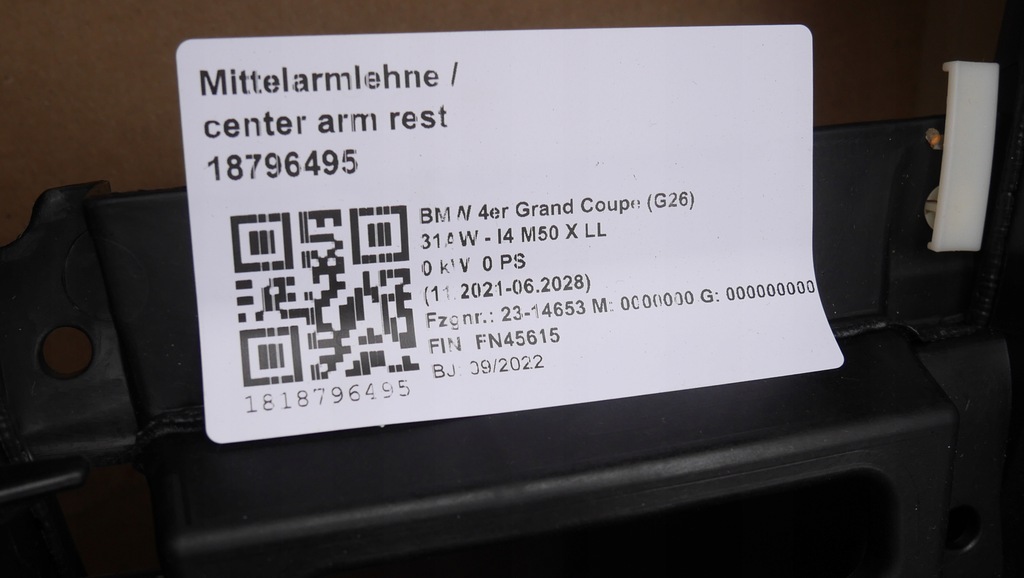 Mittelarmlehne /
center arm rest
18796495
BMW 4er Grand Coupe (G26)
31AW - I4 M50 X LL
0 kW 0 PS
(11.2021-06.2028)
Fzgnr.: 23-14653 M: 0000000 G: 000000000
FIN: FN45615
BJ: 09/2022
1818796495